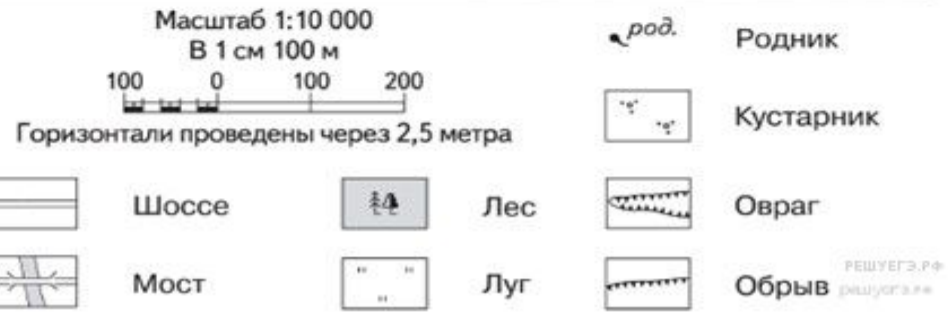 Масштаб 1:10 000
В 1 см 100 м
100 0 100 200
Горизонтали проведены через 2,5 метра
род. Родник
Кустарник
Шоссе Лес Овраг
Мост Луг Обрыв
РЕШУЕГЭ.РФ